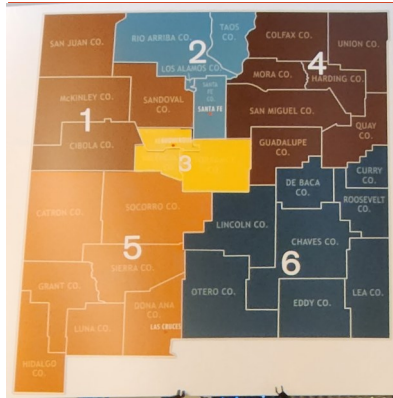 SAN JUAN CO.
RIO ARRIBA CO.
TAOS
CO.
COLFAX CO.
UNION CO.
2
LOS ALAMOS CO.
4
MORA CO.
HARDING CO.
McKINLEY CO.
SANDOVAL
CO.
SANTA
FE
CO.
SANTA FE
SAN MIGUEL CO.
1
QUAY
CO.
CIBOLA CO.
GUADALUPE
CO.
3
CURRY
CO.
DE BACA
CO.
ROOSEVELT
CO.
CATRON CO.
SOCORRO CO.
LINCOLN CO.
CHAVES CO.
5
6
SIERRA CO.
GRANT CO.
OTERO CO.
LEA CO.
DONA ANA
CO.
EDDY CO.
LUNA CO.
LAS CRUCES
HIDALGO
CO.